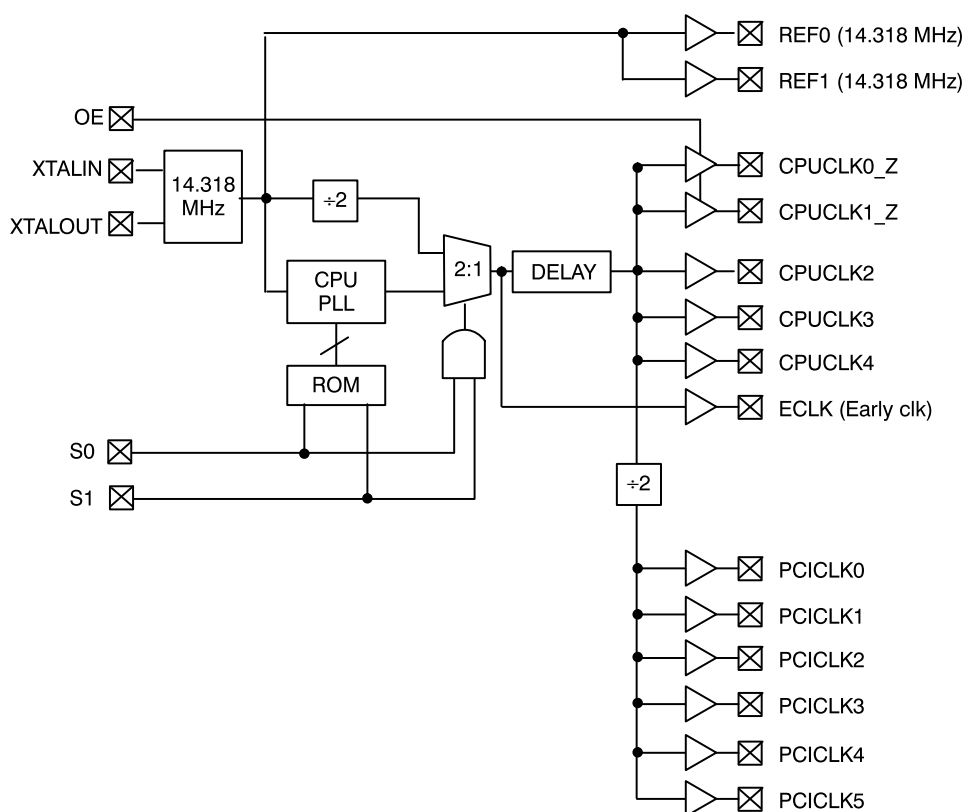 REF0 (14.318 MHz)
REF1 (14.318 MHz)
OE
XTALIN
XTALOUT
14.318
MHz
÷2
CPU
PLL
ROM
2:1
DELAY
CPUCLK0_Z
CPUCLK1_Z
CPUCLK2
CPUCLK3
CPUCLK4
ECLK (Early clk)
S0
S1
÷2
PCICLK0
PCICLK1
PCICLK2
PCICLK3
PCICLK4
PCICLK5